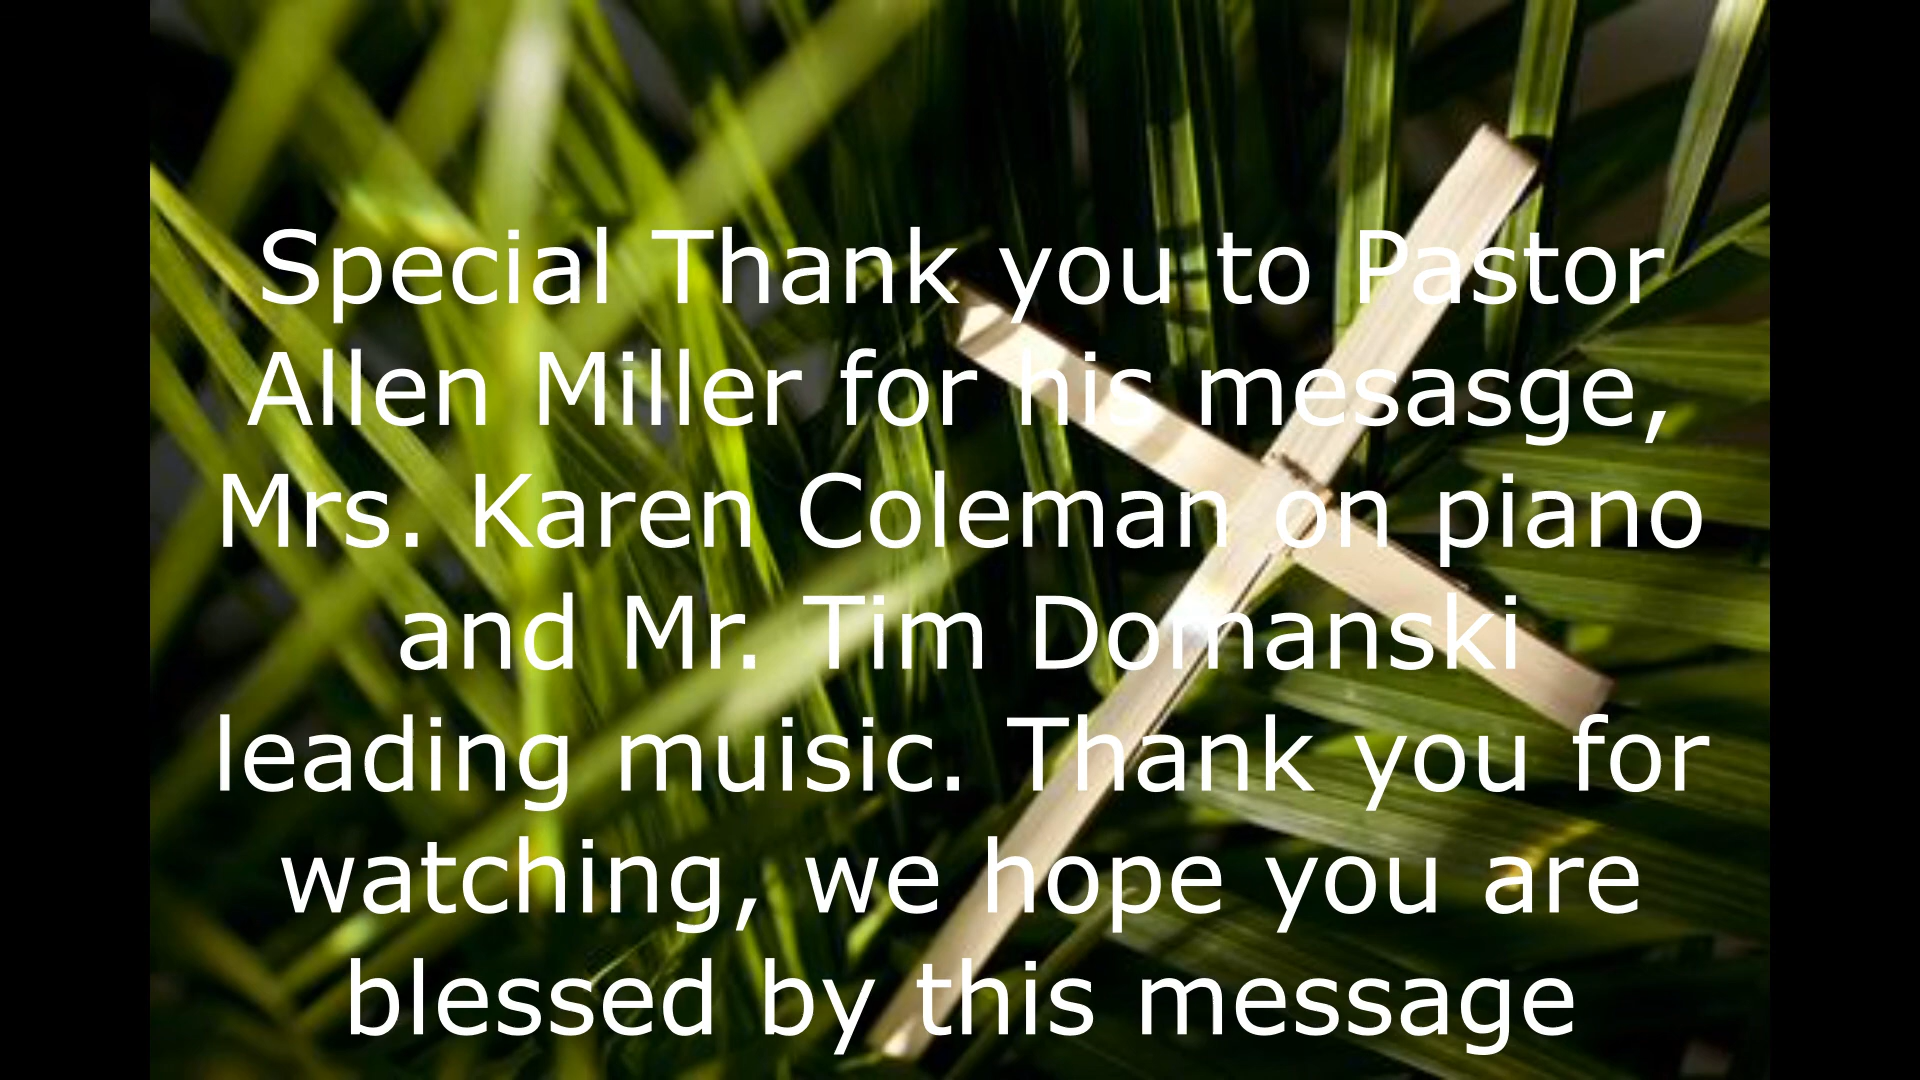 Special Thank you to Pastor
Allen Miller for his mesasge,
Mrs. Karen Coleman on piano
and Mr. Tim Domanski
leading muisic. Thank you for
watching, we hope you are
blessed by this message